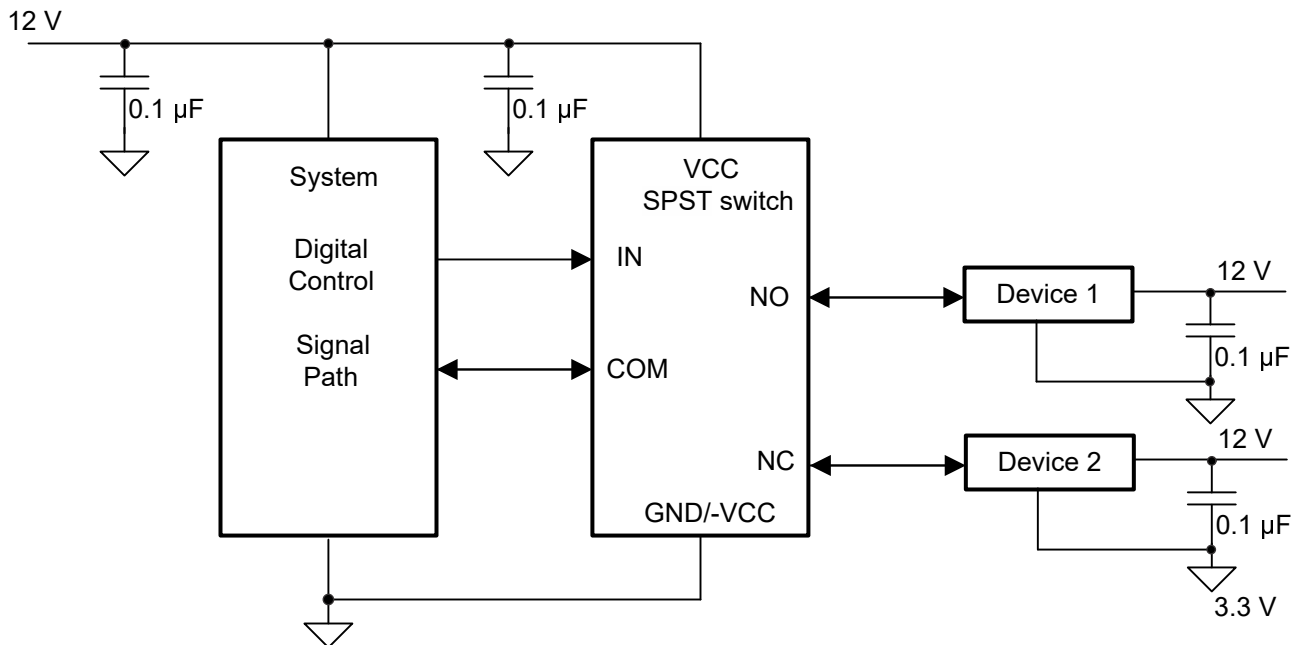 12 V
0.1 µF
0.1 µF
System
Digital
Control
Signal
Path
VCC
SPST switch
IN
NO
COM
NC
GND/-VCC
Device 1
12 V
0.1 µF
Device 2
12 V
0.1 µF
3.3 V